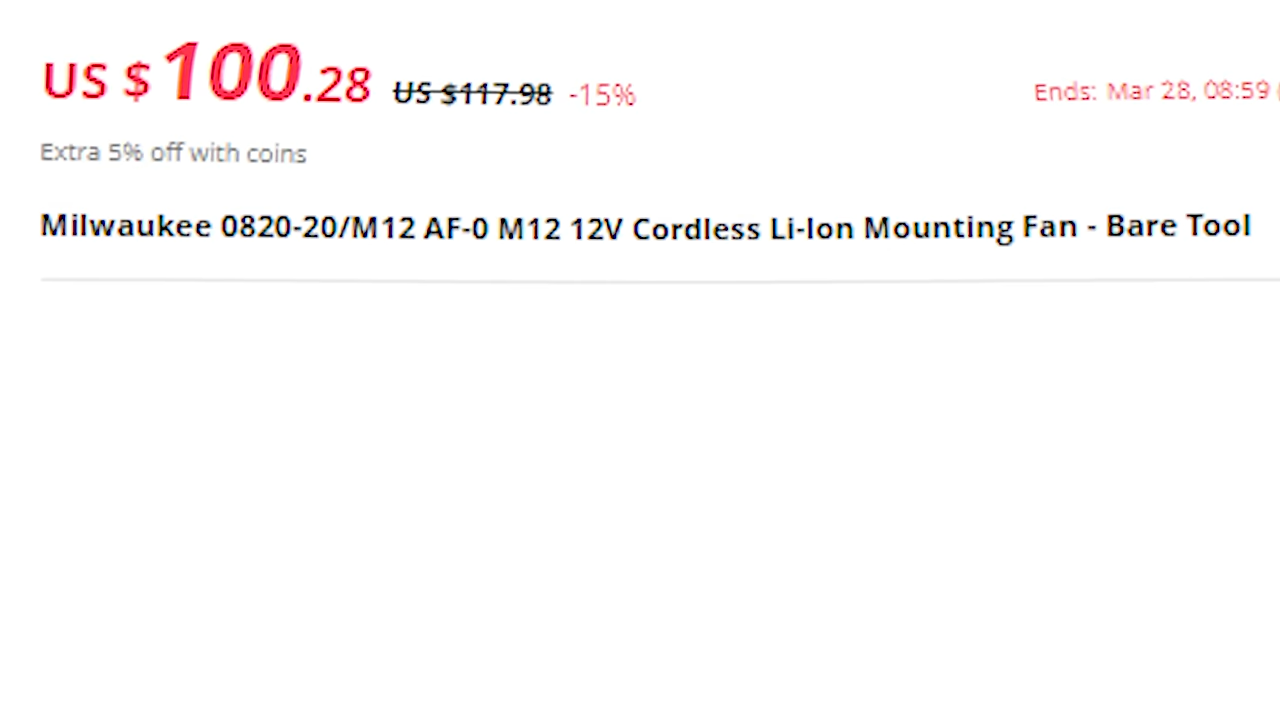 US $100.28 US $117.98 -15% Ends: Mar 28, 08:59 (
Extra 5% off with coins
Milwaukee 0820-20/M12 AF-0 M12 12V Cordless Li-Ion Mounting Fan - Bare Tool